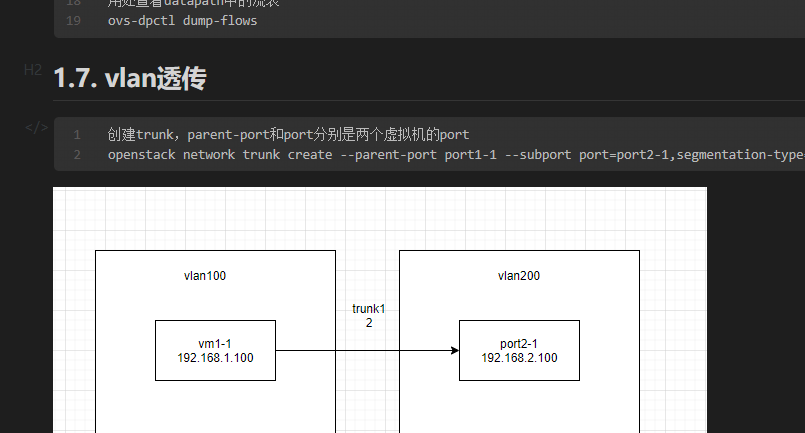 18 用处查看datapath中的流表
19 ovs-dpctl dump-flows
H2 1.7. vlan透传
</>
1 创建trunk，parent-port和port分别是两个虚拟机的port
2 openstack network trunk create --parent-port port1-1 --subport port=port2-1,segmentation-type
vlan100
vlan200
trunk1
2
vm1-1
192.168.1.100
port2-1
192.168.2.100